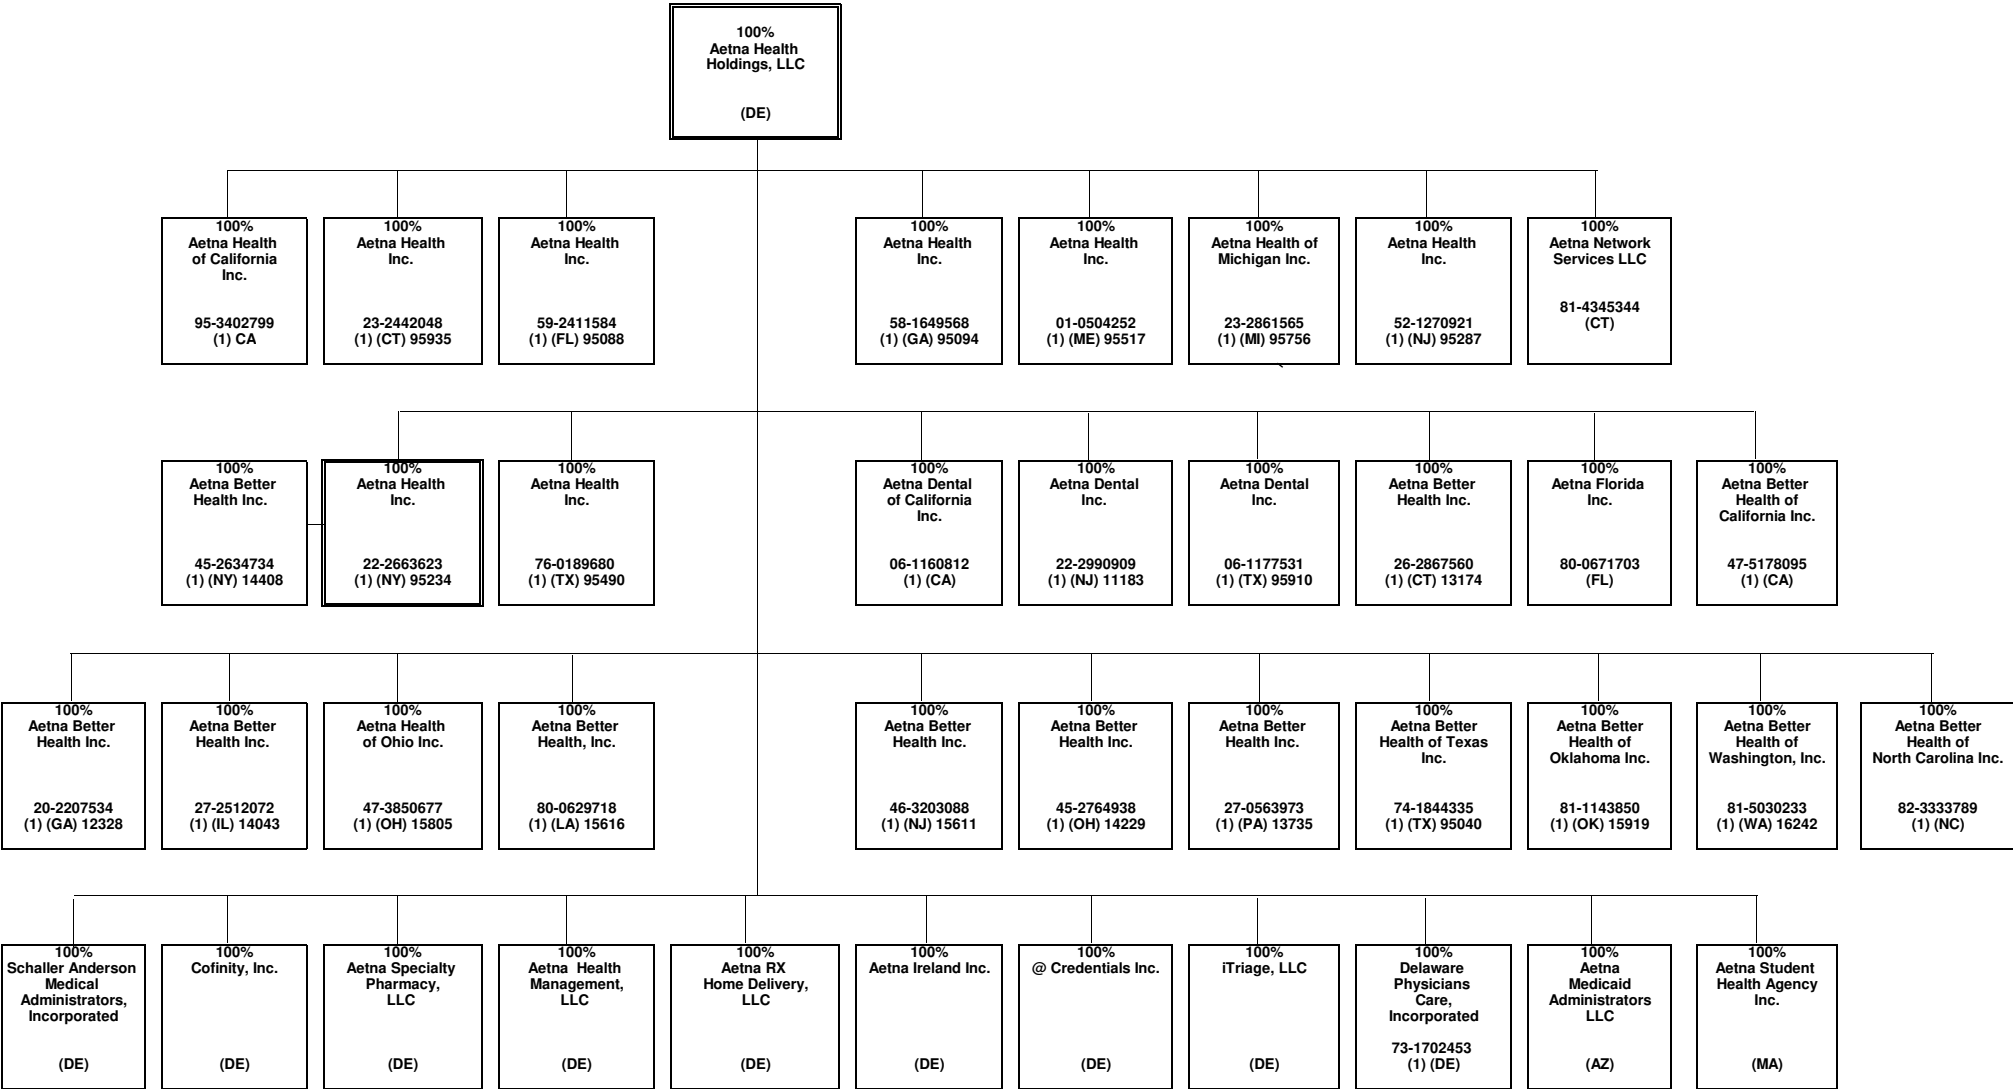 100%
Aetna Health
Holdings, LLC
(DE)
100%
Aetna Health
of California
Inc.
95-3402799
(1) CA
100%
Aetna Health
Inc.
23-2442048
(1) (CT) 95935
100%
Aetna Health
Inc.
59-2411584
(1) (FL) 95088
100%
Aetna Health
Inc.
58-1649568
(1) (GA) 95094
100%
Aetna Health
Inc.
01-0504252
(1) (ME) 95517
100%
Aetna Health of
Michigan Inc.
23-2861565
(1) (MI) 95756
100%
Aetna Health
Inc.
52-1270921
(1) (NJ) 95287
100%
Aetna Network
Services LLC
81-4345344
(CT)
100%
Aetna Better
Health Inc.
45-2634734
(1) (NY) 14408
100%
Aetna Health
Inc.
22-2663623
(1) (NY) 95234
100%
Aetna Health
Inc.
76-0189680
(1) (TX) 95490
100%
Aetna Dental
of California
Inc.
06-1160812
(1) (CA)
100%
Aetna Dental
Inc.
22-2990909
(1) (NJ) 11183
100%
Aetna Dental
Inc.
06-1177531
(1) (TX) 95910
100%
Aetna Better
Health Inc.
26-2867560
(1) (CT) 13174
100%
Aetna Florida
Inc.
80-0671703
(FL)
100%
Aetna Better
Health of
California Inc.
47-5178095
(1) (CA)
100%
Aetna Better
Health Inc.
20-2207534
(1) (GA) 12328
100%
Aetna Better
Health Inc.
27-2512072
(1) (IL) 14043
100%
Aetna Health
of Ohio Inc.
47-3850677
(1) (OH) 15805
100%
Aetna Better
Health, Inc.
80-0629718
(1) (LA) 15616
100%
Aetna Better
Health Inc.
46-3203088
(1) (NJ) 15611
100%
Aetna Better
Health Inc.
45-2764938
(1) (OH) 14229
100%
Aetna Better
Health Inc.
27-0563973
(1) (PA) 13735
100%
Aetna Better
Health of Texas
Inc.
74-1844335
(1) (TX) 95040
100%
Aetna Better
Health of
Oklahoma Inc.
81-1143850
(1) (OK) 15919
100%
Aetna Better
Health of
Washington, Inc.
81-5030233
(1) (WA) 16242
100%
Aetna Better
Health of
North Carolina Inc.
82-3333789
(1) (NC)
100%
Schaller Anderson
Medical
Administrators,
Incorporated
(DE)
100%
Cofinity, Inc.
(DE)
100%
Aetna Specialty
Pharmacy,
LLC
(DE)
100%
Aetna Health
Management,
LLC
(DE)
100%
Aetna RX
Home Delivery,
LLC
(DE)
100%
Aetna Ireland Inc.
(DE)
100%
@ Credentials Inc.
(DE)
100%
iTriage, LLC
(DE)
100%
Delaware
Physicians
Care,
Incorporated
73-1702453
(1) (DE)
100%
Aetna
Medicaid
Administrators
LLC
(AZ)
100%
Aetna Student
Health Agency
Inc.
(MA)